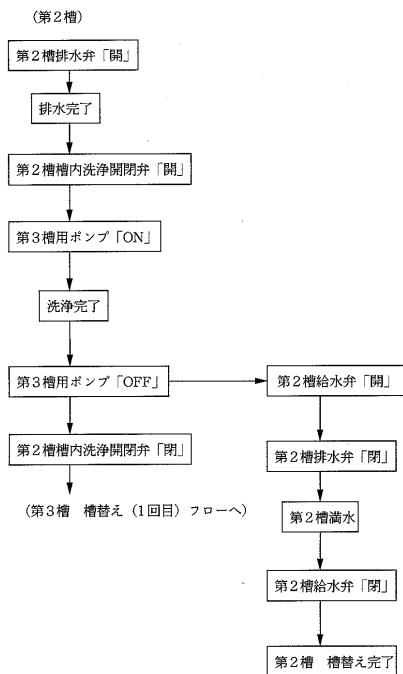 (第2槽)
第2槽排水弁「開」
排水完了
第2槽槽内洗浄開閉弁「開」
第3槽用ポンプ「ON」
洗浄完了
第3槽用ポンプ「OFF」
第2槽槽内洗浄開閉弁「閉」
(第3槽 槽替え(1回目)フローへ)
第2槽給水弁「開」
第2槽排水弁「閉」
第2槽満水
第2槽給水弁「閉」
第2槽 槽替え完了